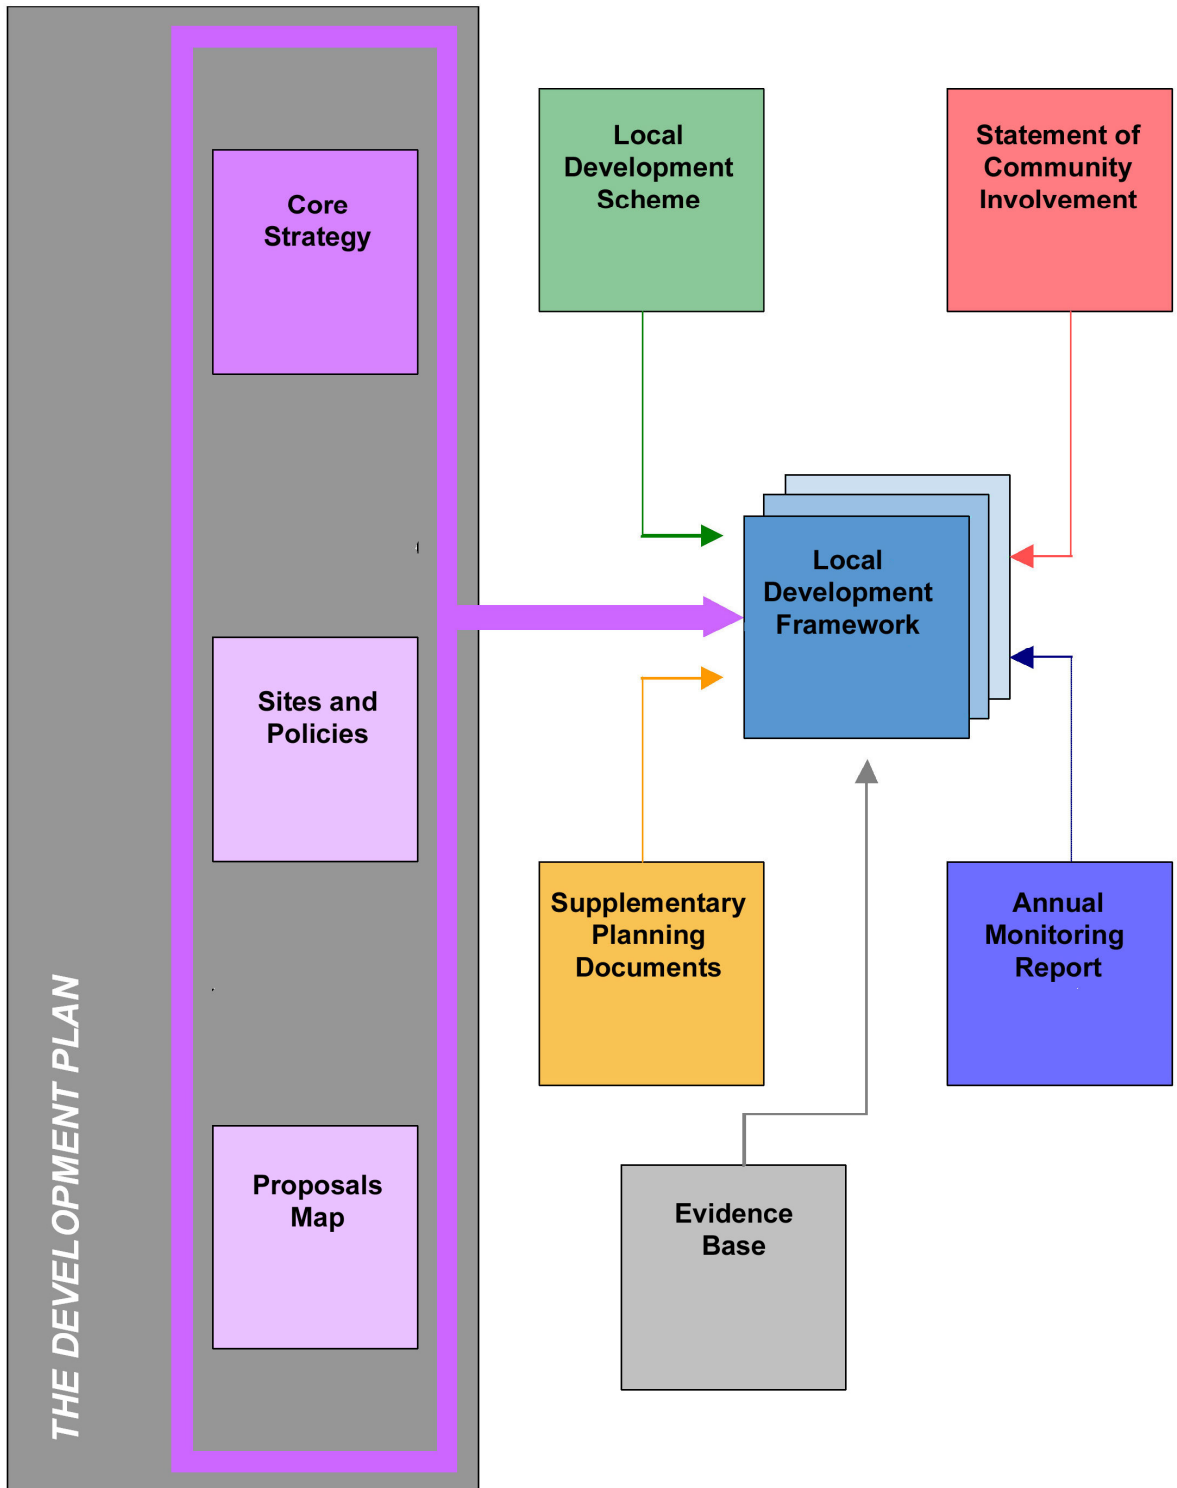 THE DEVELOPMENT PLAN
Core
Strategy
Sites and
Policies
Proposals
Map
Local
Development
Scheme
Statement of
Community
Involvement
Local
Development
Framework
Supplementary
Planning
Documents
Annual
Monitoring
Report
Evidence
Base